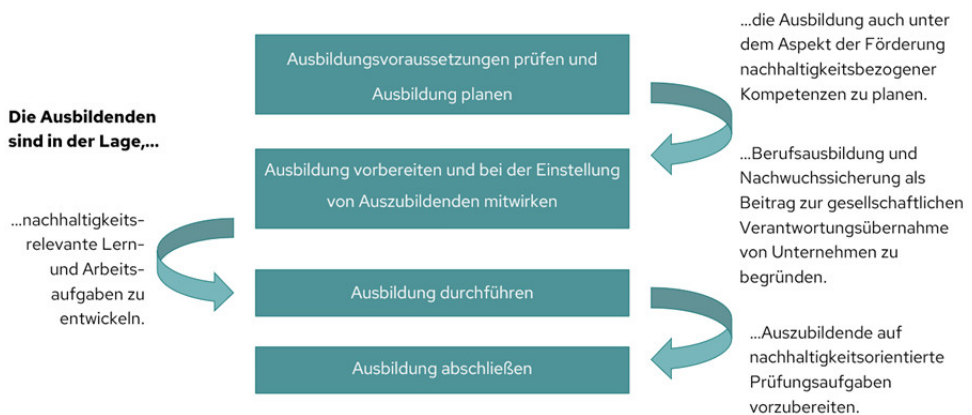 Die Ausbildenden
sind in der Lage,...
Ausbildungsvoraussetzungen prüfen und
Ausbildung planen
...die Ausbildung auch unter
dem Aspekt der Förderung
nachhaltigkeitsbezogener
Kompetenzen zu planen.
Ausbildung vorbereiten und bei der Einstellung
von Auszubildenden mitwirken
...Berufsausbildung und
Nachwuchssicherung als
Beitrag zur gesellschaftlichen
Verantwortungsübernahme
von Unternehmen zu
begründen.
...nachhaltigkeits-
relevante Lern-
und Arbeits-
aufgaben zu
entwickeln.
Ausbildung durchführen
...Auszubildende auf
nachhaltigkeitsorientierte
Prüfungsaufgaben
vorzubereiten.
Ausbildung abschließen